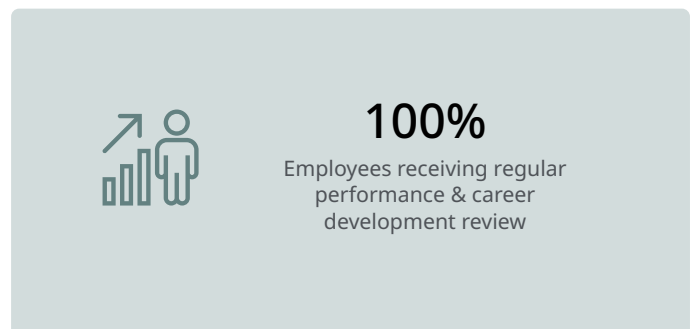 100%
Employees receiving regular
performance & career
development review